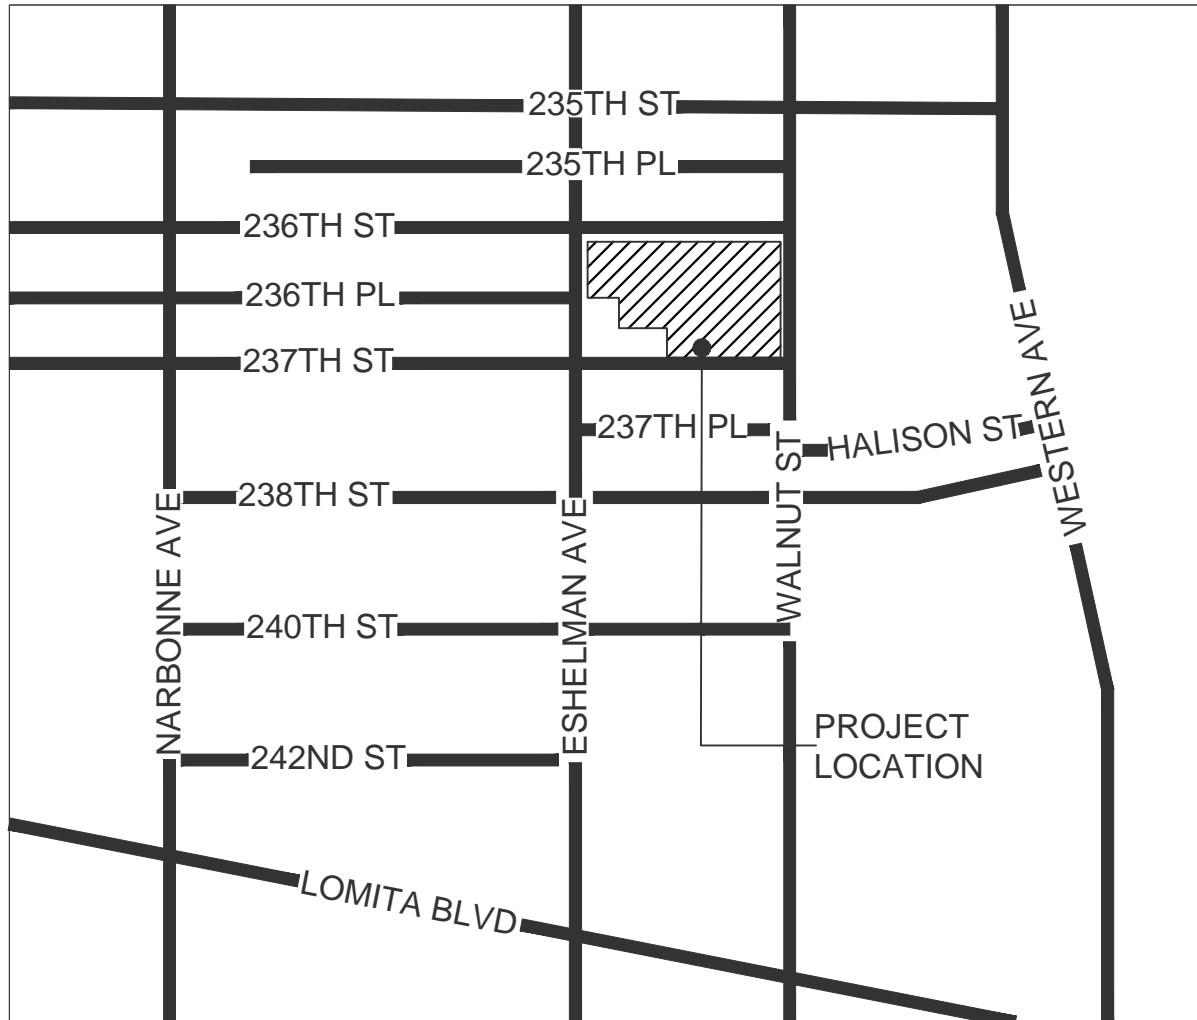 235TH ST
235TH PL
236TH ST
236TH PL
237TH ST
237TH PL
HALISON ST
WESTERN AVE
238TH ST
NARBONNE AVE
ESHELMAN AVE
WALNUT ST
240TH ST
242ND ST
PROJECT
LOCATION
LOMITA BLVD